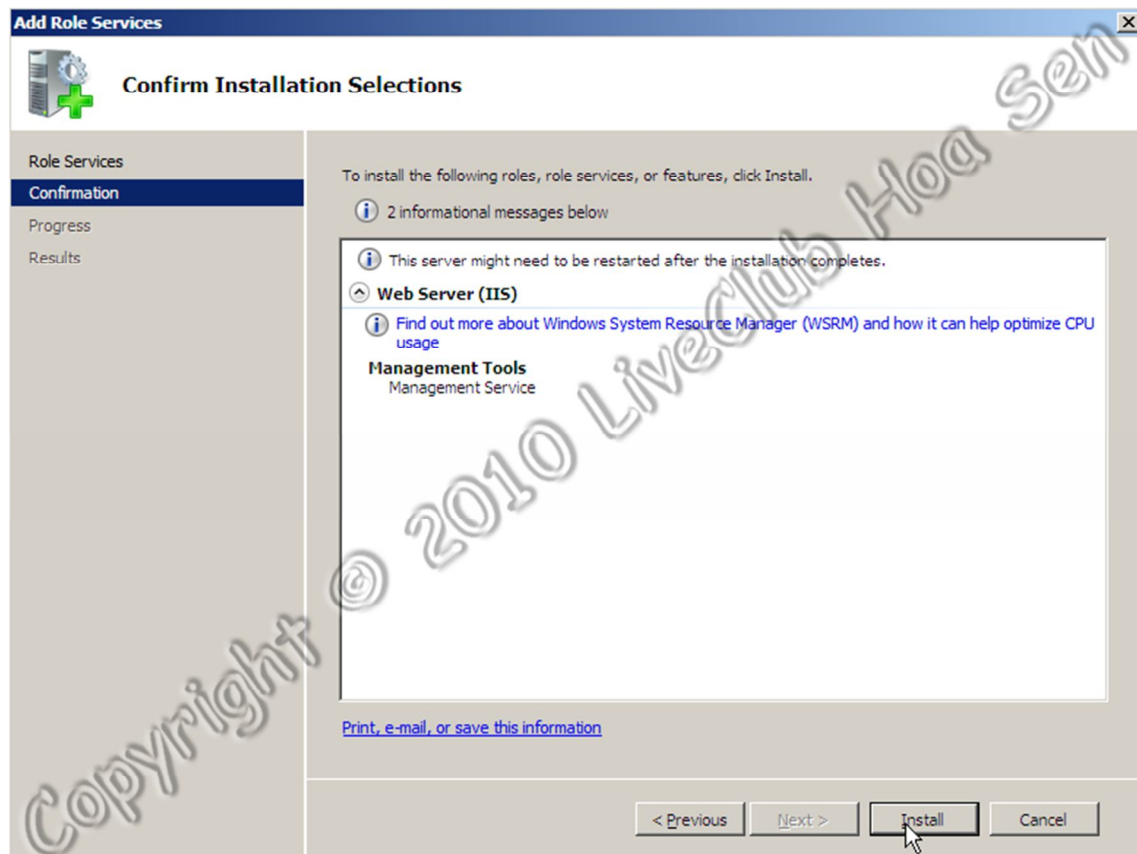 Add Role Services
Confirm Installation Selections
Role Services
Confirmation
Progress
Results
To install the following roles, role services, or features, click Install.
2 informational messages below
This server might need to be restarted after the installation completes.
Web Server (IIS)
Find out more about Windows System Resource Manager (WSRM) and how it can help optimize CPU
usage
Management Tools
Management Service
Print, e-mail, or save this information
< Previous
Next >
Install
Cancel
Copyright © 2010 LiveClub Hoa Sen